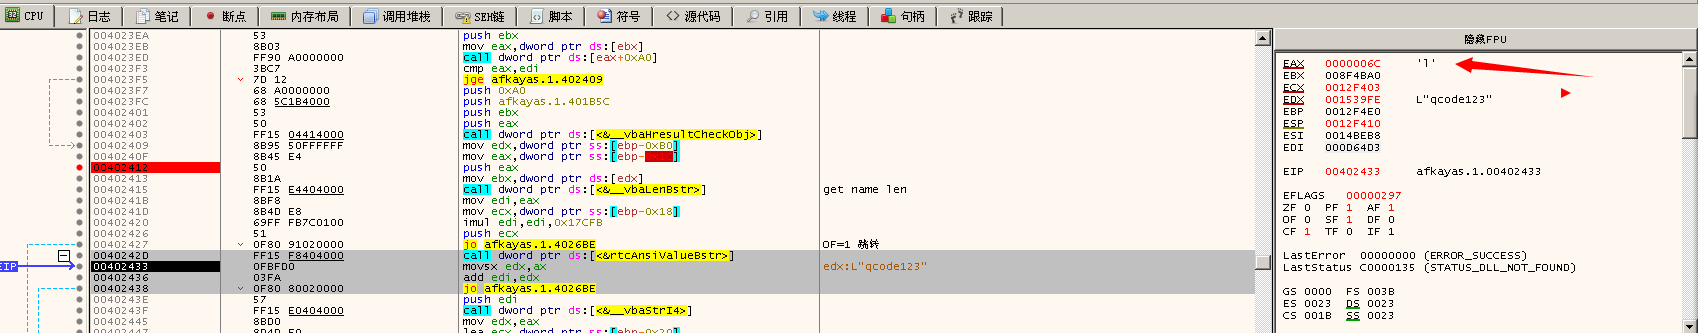 CPU 日志 笔记 断点 内存布局 调用堆栈 SEH链 脚本 符号 源代码 引用 线程 句柄 跟踪
004023EA 53 push ebx
004023EB 8B03 mov eax,dword ptr ds:[ebx]
004023ED FF90 A0000000 call dword ptr ds:[eax+0xA0]
004023F3 3BC7 cmp eax,edi
004023F5 7D 12 jge afkayas.1.402409
004023F7 68 A0000000 push 0xA0
004023FC 68 5C1B4000 push afkayas.1.401B5C
00402401 53 push ebx
00402402 50 push eax
00402403 FF15 04414000 call dword ptr ds:[<&__vbaHresultCheckObj>]
00402409 8B95 50FFFFFF mov edx,dword ptr ss:[ebp-0xB0]
0040240F 8B45 E4 mov eax,dword ptr ss:[ebp-0x1C]
00402412 50 push eax
00402413 8B1A mov ebx,dword ptr ds:[edx]
00402415 FF15 E4404000 call dword ptr ds:[<&__vbaLenBstr>] get name len
0040241B 8BF8 mov edi,eax
0040241D 8B4D E8 mov ecx,dword ptr ss:[ebp-0x18]
00402420 69FF FB7C0100 imul edi,edi,0x17CFB
00402426 51 push ecx
00402427 0F80 91020000 jo afkayas.1.4026BE OF=1 跳转
0040242D FF15 F8404000 call dword ptr ds:[<&rtcAnsiValueBstr>]
EIP 00402433 0FBFD0 movsx edx,ax edx:L"qcode123"
00402436 03FA add edi,edx
00402438 0F80 80020000 jo afkayas.1.4026BE
0040243E 57 push edi
0040243F FF15 E0404000 call dword ptr ds:[<&__vbaStrI4>]
00402445 8BD0 mov edx,eax
00402447 8D4D E0 lea ecx,dword ptr ss:[ebp-0x20]
隐藏FPU
EAX 0000006C 'l'
EBX 008F4BA0
ECX 0012F403
EDX 001539FE L"qcode123"
EBP 0012F4E0
ESP 0012F410
ESI 0014BEB8
EDI 000D64D3
EIP 00402433 afkayas.1.00402433
EFLAGS 00000297
ZF 0 PF 1 AF 1
OF 0 SF 1 DF 0
CF 1 TF 0 IF 1
LastError 00000000 (ERROR_SUCCESS)
LastStatus C0000135 (STATUS_DLL_NOT_FOUND)
GS 0000 FS 003B
ES 0023 DS 0023
CS 001B SS 0023